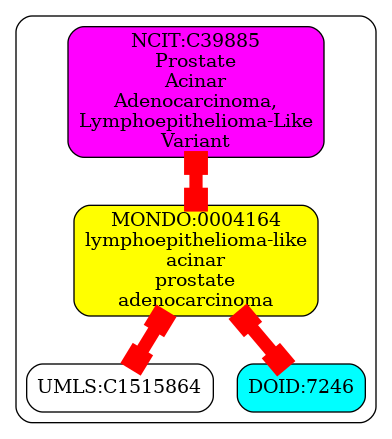 NCIT:C39885
Prostate
Acinar
Adenocarcinoma,
Lymphoepithelioma-Like
Variant
MONDO:0004164
lymphoepithelioma-like
acinar
prostate
adenocarcinoma
UMLS:C1515864
DOID:7246